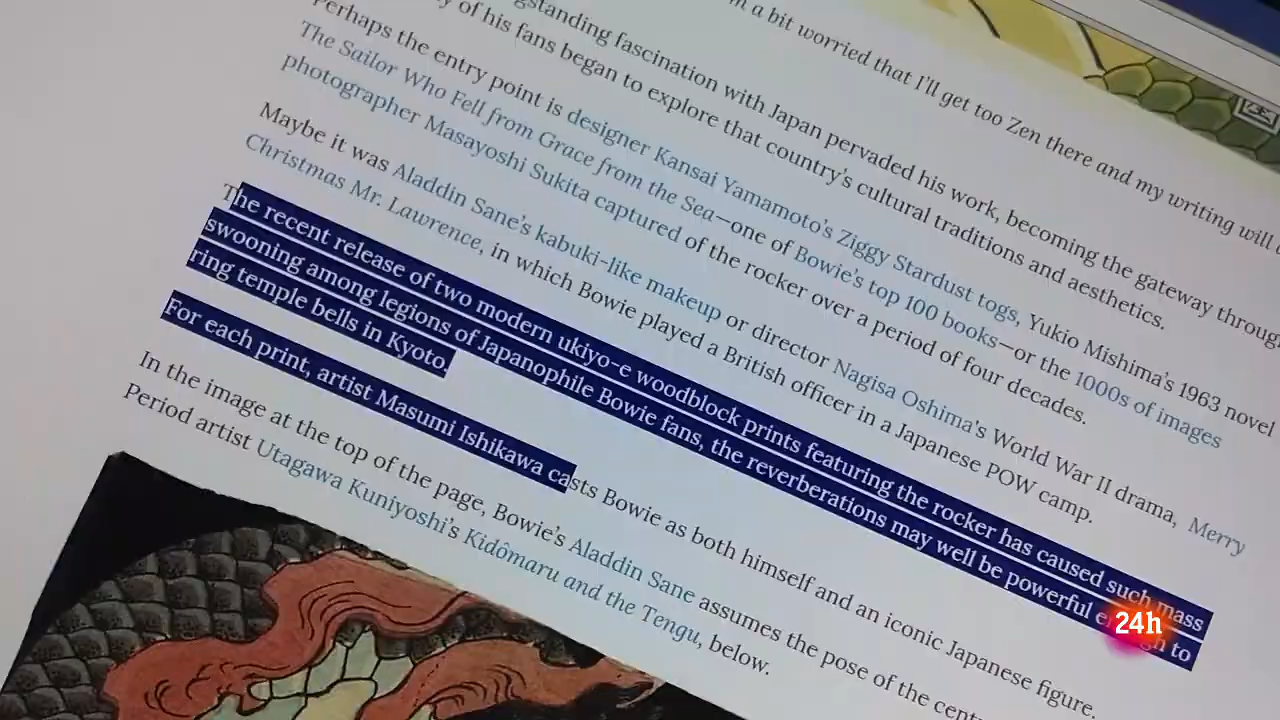 n a bit worried that I'll get too Zen there and my writing will
standing fascination with Japan pervaded his work, becoming the gateway through
y of his fans began to explore that country's cultural traditions and aesthetics.
Perhaps the entry point is designer Kansai Yamamoto's Ziggy Stardust togs, Yukio Mishima's 1963 novel
The Sailor Who Fell from Grace from the Sea—one of Bowie's top 100 books—or the 1000s of images
photographer Masayoshi Sukita captured of the rocker over a period of four decades.
Maybe it was Aladdin Sane's kabuki-like makeup or director Nagisa Oshima's World War II drama, Merry
Christmas Mr. Lawrence, in which Bowie played a British officer in a Japanese POW camp.
The recent release of two modern ukiyo-e woodblock prints featuring the rocker has caused such mass
swooning among legions of Japanophile Bowie fans, the reverberations may well be powerful enough to
ring temple bells in Kyoto.
For each print, artist Masumi Ishikawa casts Bowie as both himself and an iconic Japanese figure.
In the image at the top of the page, Bowie's Aladdin Sane assumes the pose of the cent
Period artist Utagawa Kuniyoshi's Kidômaru and the Tengu, below.
24h